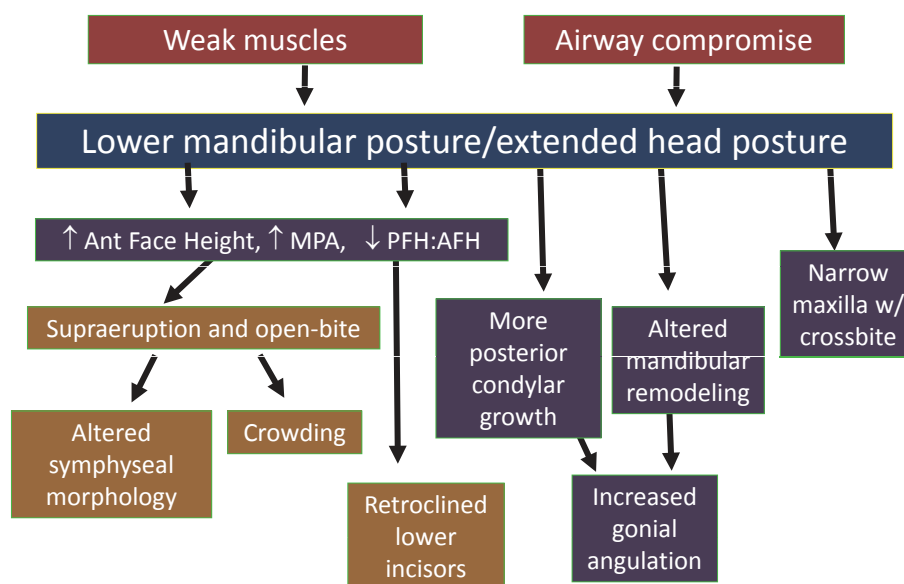 Weak muscles
Airway compromise
Lower mandibular posture/extended head posture
↑ Ant Face Height, ↑ MPA, ↓ PFH:AFH
Narrow
maxilla w/
crossbite
Supraeruption and open-bite
More
posterior
condylar
growth
Altered
mandibular
remodeling
Altered
symphyseal
morphology
Crowding
Retroclined
lower
incisors
Increased
gonial
angulation